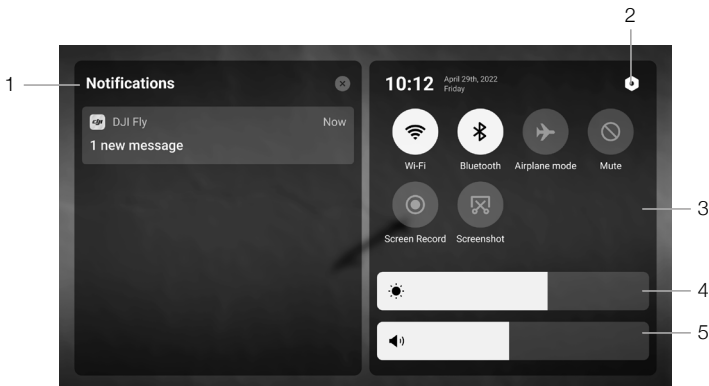 2
1
Notifications
dji DJI Fly Now
1 new message
10:12 April 29th, 2022
Friday
Wi-Fi Bluetooth Airplane mode Mute
Screen Record Screenshot
3
4
5